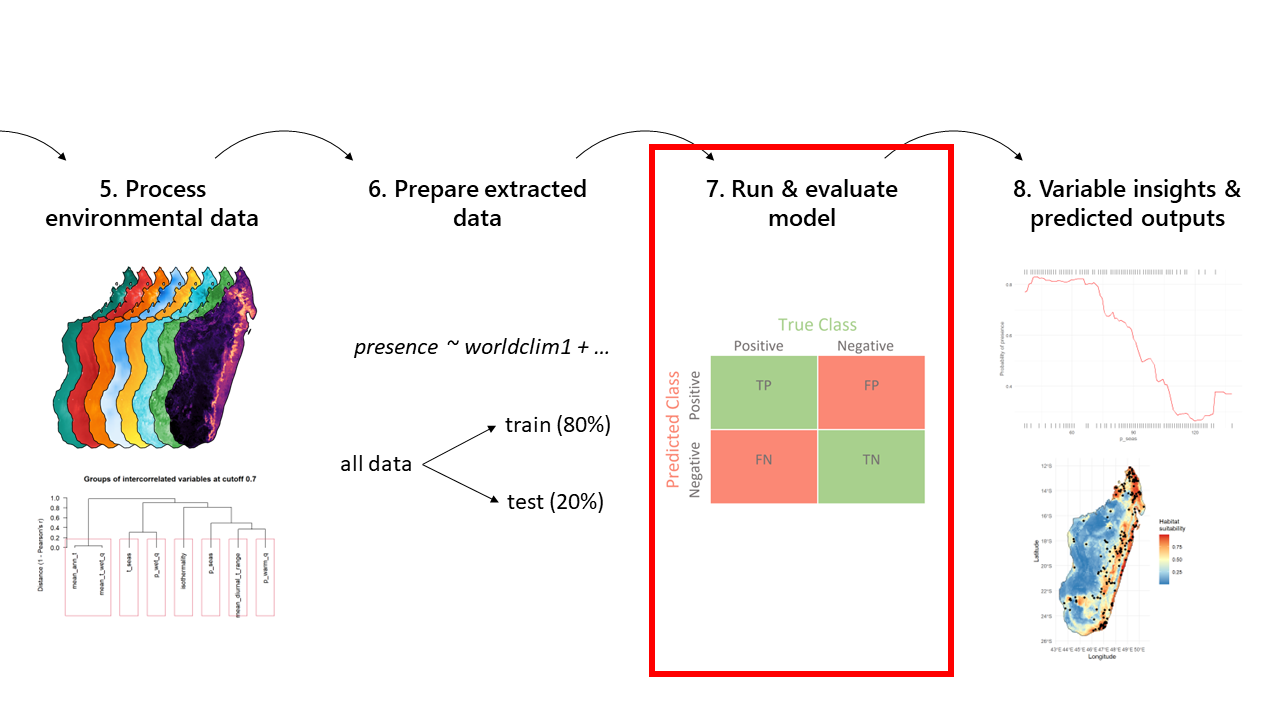 5. Process
environmental data
6. Prepare extracted
data
7. Run & evaluate
model
8. Variable insights &
predicted outputs
Groups of intercorrelated variables at cutoff 0.7
Distance (1 - Pearson's r)
1.0
0.8
0.6
0.4
0.2
0.0
mean_ann_t
mean_t_wet_q
t_seas
p_wet_q
isothermality
p_seas
mean_diurnal_t_range
p_warm_q
presence ~ worldclim1 + ...
all data
train (80%)
test (20%)
True Class
Positive
Negative
Predicted Class
Positive
Negative
TP
FP
FN
TN
Probability of presence
0.8
0.6
0.4
60
90
120
p_seas
Latitude
12°S
14°S
16°S
18°S
20°S
22°S
24°S
26°S
43°E 44°E 45°E 46°E 47°E 48°E 49°E 50°E
Longitude
Habitat
suitability
0.75
0.50
0.25